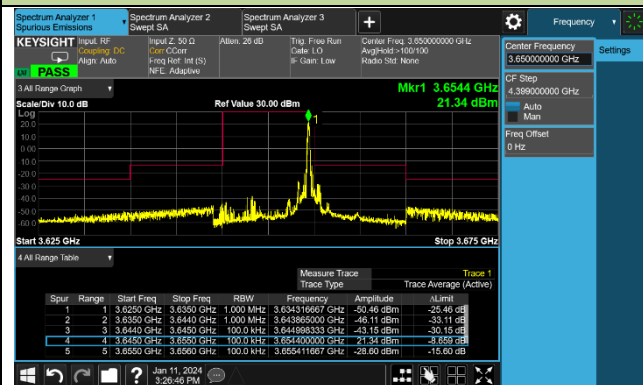 Spectrum Analyzer 1
Spurious Emissions
Spectrum Analyzer 2
Swept SA
Spectrum Analyzer 3
Swept SA
+
Frequency
KEYSIGHT
Input: RF
Coupling: DC
Align: Auto
Input Z: 50 Ω
Corr CCorr
Freq Ref: Int (S)
NFE: Adaptive
Atten: 26 dB
Trig: Free Run
Gate: LO
IF Gain: Low
Center Freq: 3.650000000 GHz
Avg|Hold:>100/100
Radio Std: None
PASS
Center Frequency
3.650000000 GHz
Settings
CF Step
4.399000000 GHz
Auto
Man
Freq Offset
0 Hz
3 All Range Graph
Mkr1 3.6544 GHz
Scale/Div 10.0 dB
Ref Value 30.00 dBm
21.34 dBm
Log
20.0
10.0
0.00
-10.0
-20.0
-30.0
-40.0
-50.0
-60.0
1
Start 3.625 GHz
Stop 3.675 GHz
4 All Range Table
Measure Trace Trace 1
Trace Type Trace Average (Active)
Spur Range Start Freq Stop Freq RBW Frequency Amplitude ΔLimit
1 1 3.6250 GHz 3.6350 GHz 1.000 MHz 3.634316667 GHz -50.46 dBm -25.46 dB
2 2 3.6350 GHz 3.6440 GHz 1.000 MHz 3.643865000 GHz -46.11 dBm -33.11 dB
3 3 3.6440 GHz 3.6450 GHz 100.0 kHz 3.644998333 GHz -43.15 dBm -30.15 dB
4 4 3.6450 GHz 3.6550 GHz 100.0 kHz 3.654400000 GHz 21.34 dBm -8.659 dB
5 5 3.6550 GHz 3.6560 GHz 100.0 kHz 3.655411667 GHz -28.60 dBm -15.60 dB
?
Jan 11, 2024
3:26:46 PM